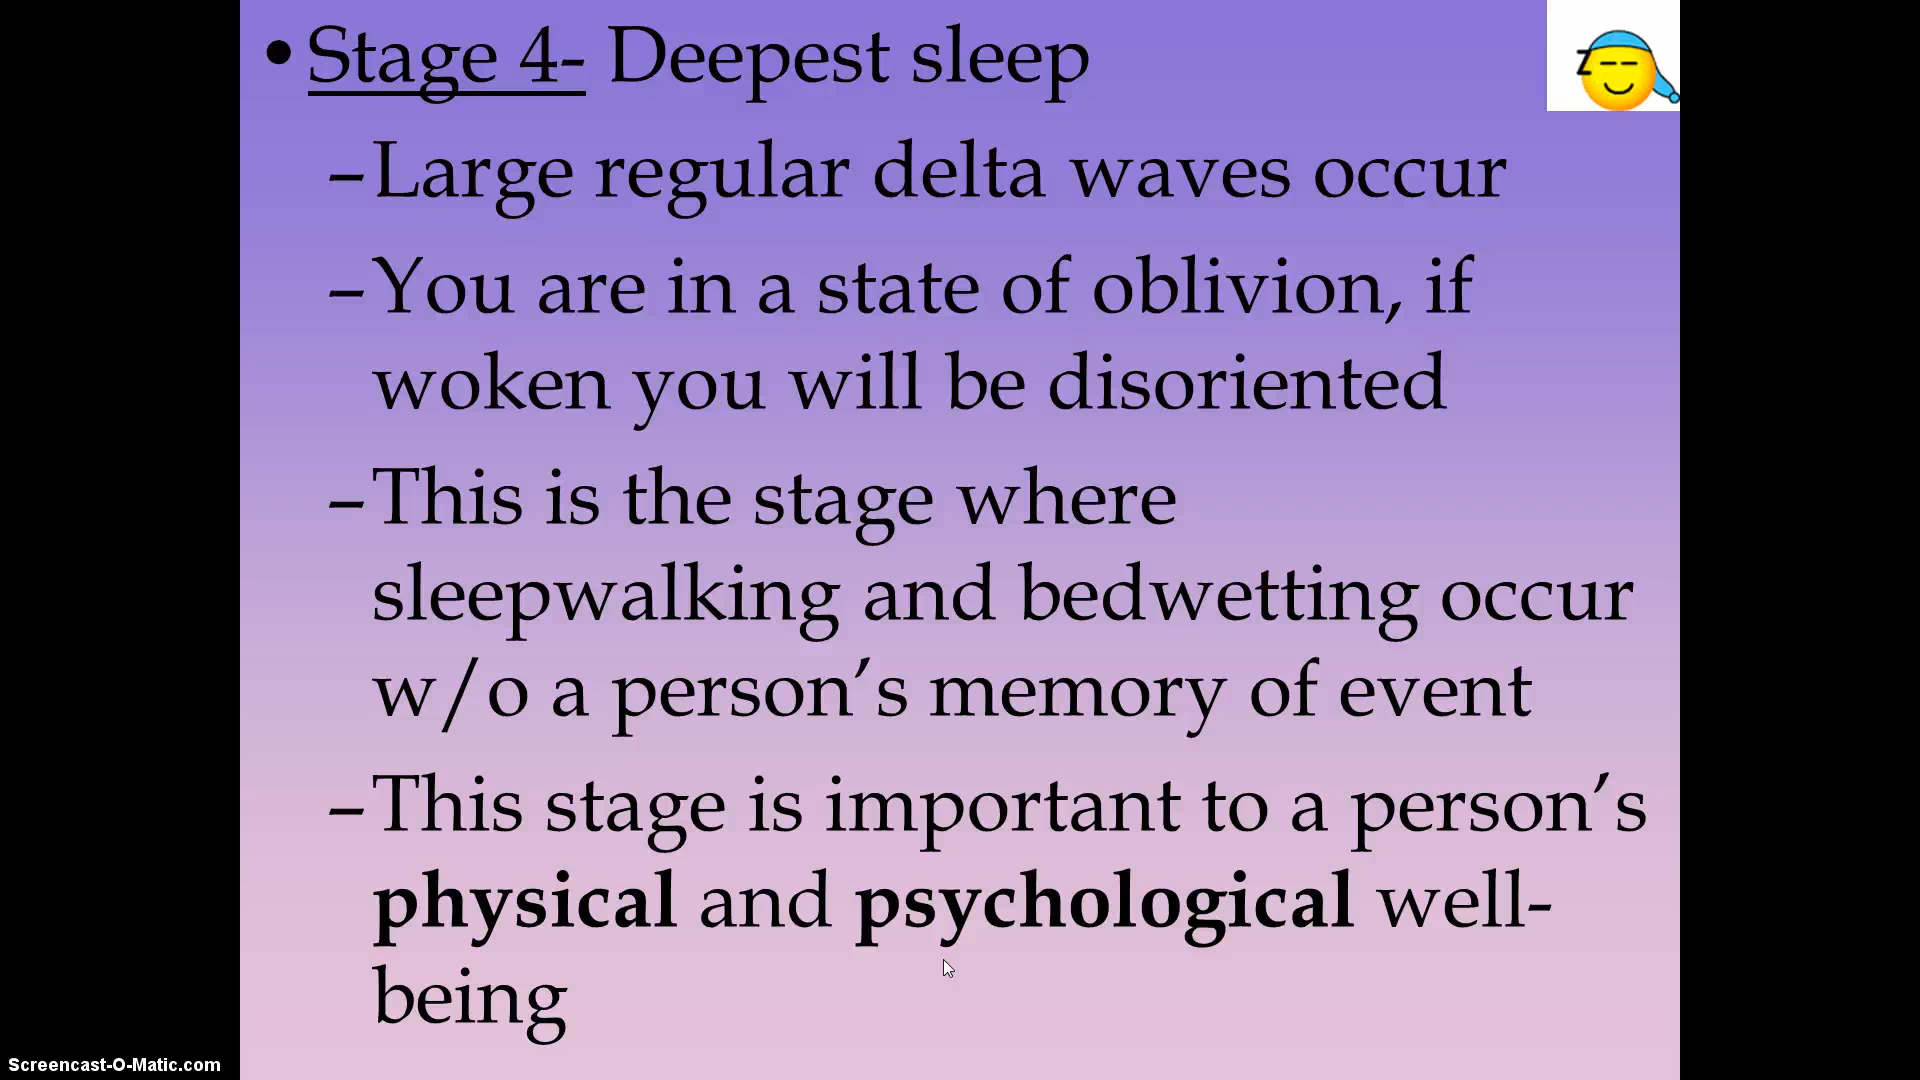 • Stage 4- Deepest sleep
–Large regular delta waves occur
–You are in a state of oblivion, if
woken you will be disoriented
–This is the stage where
sleepwalking and bedwetting occur
w/o a person’s memory of event
–This stage is important to a person’s
physical and psychological well-
being
z
Screencast-O-Matic.com